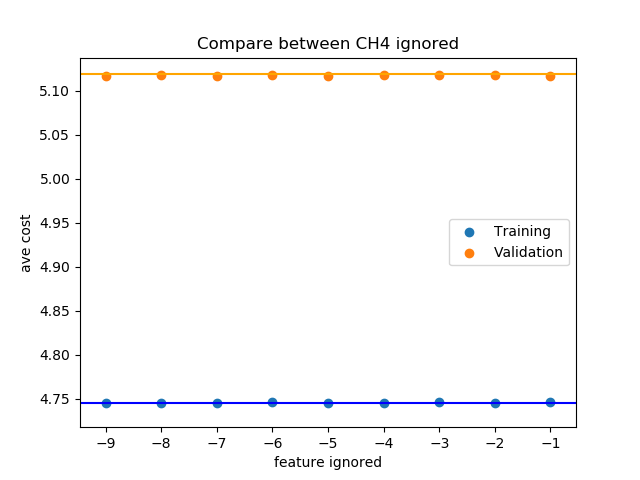 Compare between CH4 ignored
5.10
5.05
5.00
4.95
4.90
4.85
4.80
4.75
ave cost
Training
Validation
−9 −8 −7 −6 −5 −4 −3 −2 −1
feature ignored